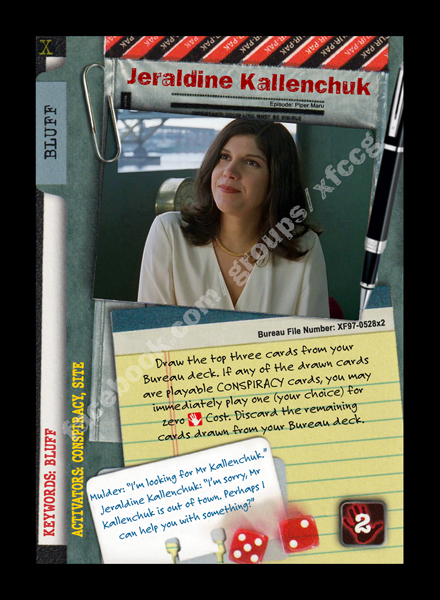 X
BLUFF
UR-PAK
Jeraldine Kallenchuk
Episode: Piper Maru
Bureau File Number: XF97-0528x2
Draw the top three cards from your
Bureau deck. If any of the drawn cards
are playable CONSPIRACY cards, you may
immediately play one (your choice) for
zero Cost. Discard the remaining
cards drawn from your Bureau deck.
Mulder: "I'm looking for Mr Kallenchuk."
Jeraldine Kallenchuk: "I'm sorry, Mr
Kallenchuk is out of town. Perhaps I
can help you with something?"
2
KEYWORDS: BLUFF
ACTIVATORS: CONSPIRACY, SITE
facebook.com groups xfccg